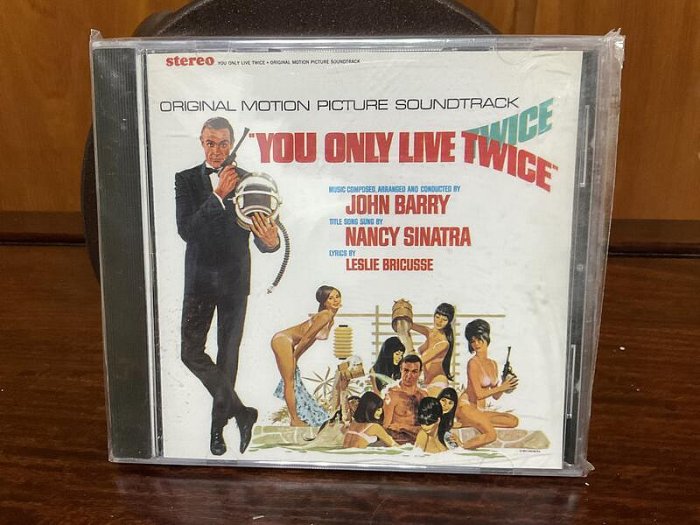 stereo YOU ONLY LIVE TWICE • ORIGINAL MOTION PICTURE SOUNDTRACK
ORIGINAL MOTION PICTURE SOUNDTRACK
TWICE
"YOU ONLY LIVE TWICE"
MUSIC COMPOSED, ARRANGED AND CONDUCTED BY
JOHN BARRY
TITLE SONG SUNG BY
NANCY SINATRA
LYRICS BY
LESLIE BRICUSSE